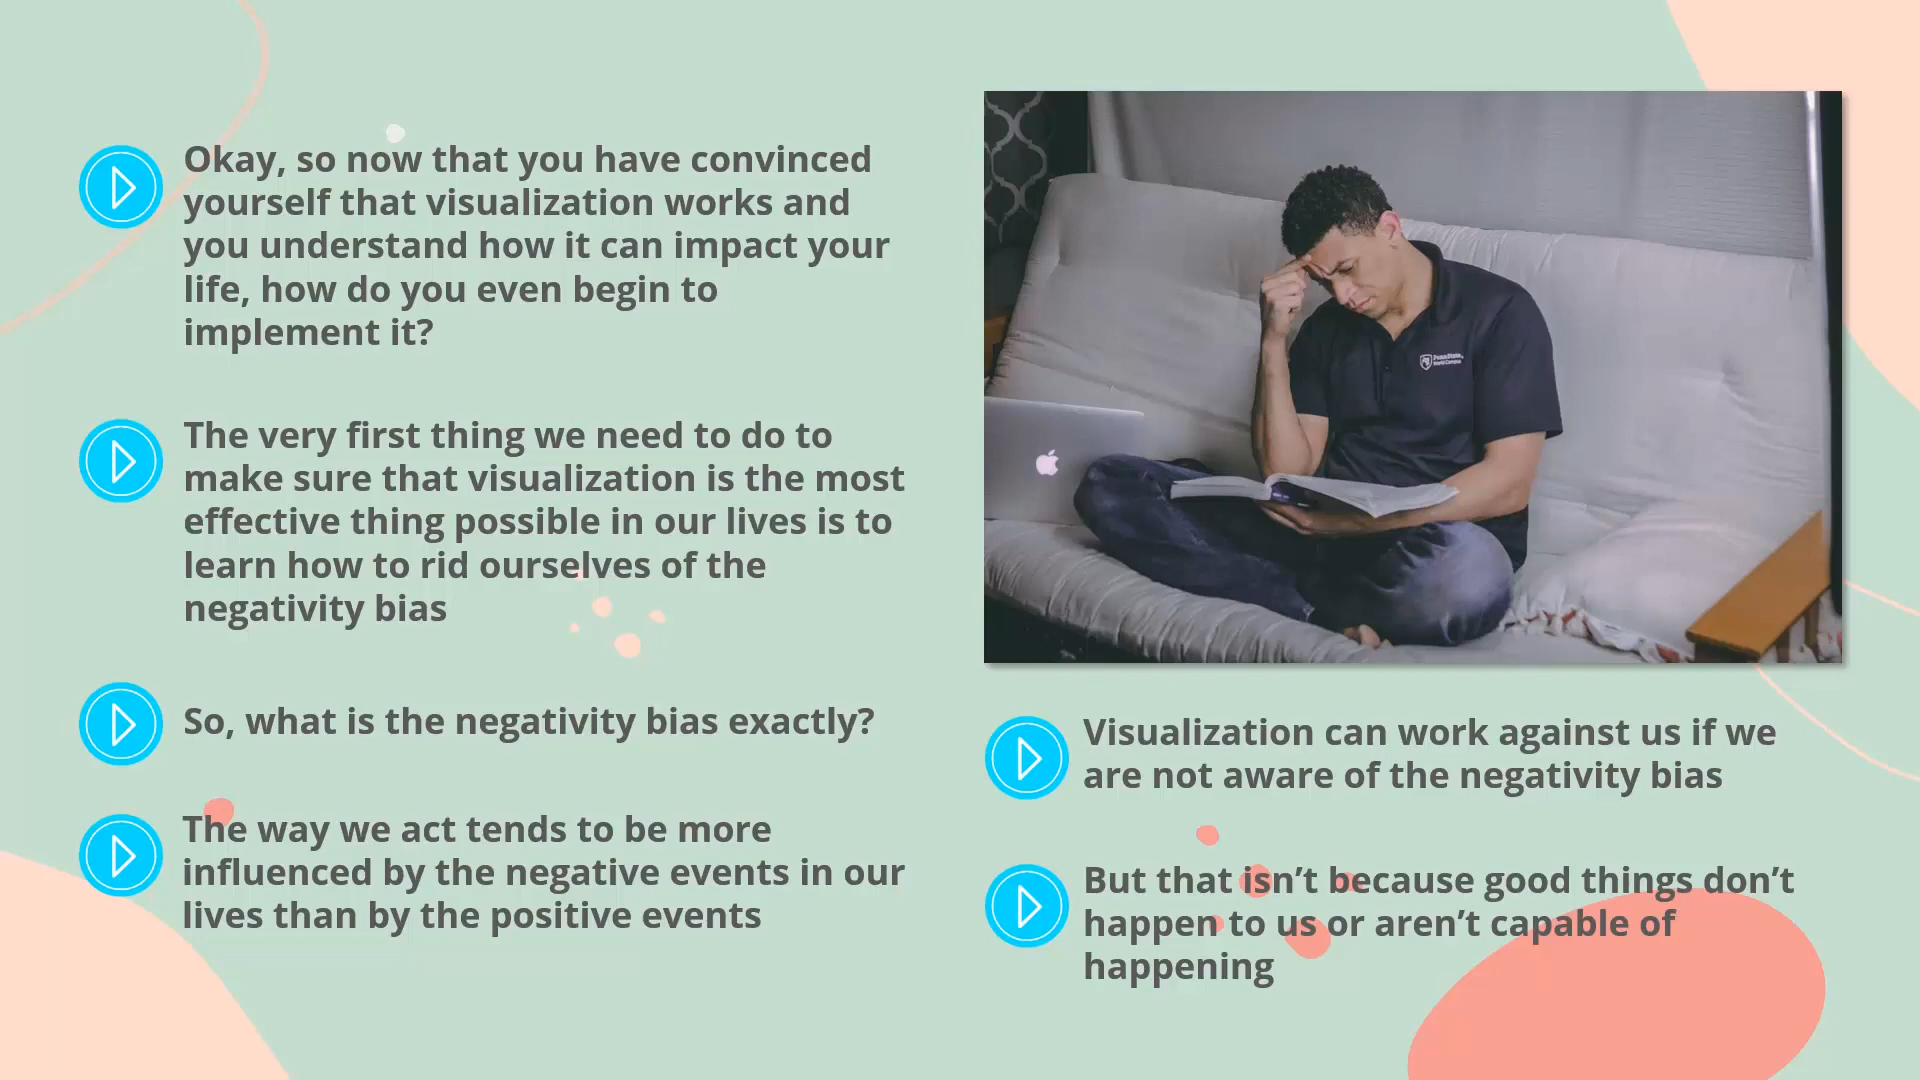 Okay, so now that you have convinced
yourself that visualization works and
you understand how it can impact your
life, how do you even begin to
implement it?
The very first thing we need to do to
make sure that visualization is the most
effective thing possible in our lives is to
learn how to rid ourselves of the
negativity bias
So, what is the negativity bias exactly?
The way we act tends to be more
influenced by the negative events in our
lives than by the positive events
PennState
World Campus
Visualization can work against us if we
are not aware of the negativity bias
But that isn’t because good things don’t
happen to us or aren’t capable of
happening